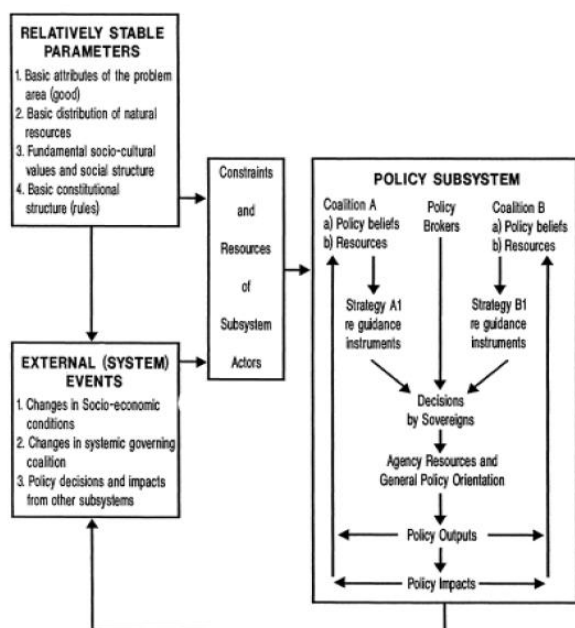 RELATIVELY STABLE
PARAMETERS
1. Basic attributes of the problem
area (good)
2. Basic distribution of natural
resources
3. Fundamental socio-cultural
values and social structure
4. Basic constitutional
structure (rules)
EXTERNAL (SYSTEM)
EVENTS
1. Changes in Socio-economic
conditions
2. Changes in systemic governing
coalition
3. Policy decisions and impacts
from other subsystems
Constraints
and
Resources
of
Subsystem
Actors
POLICY SUBSYSTEM
Coalition A
a) Policy beliefs
b) Resources
Policy
Brokers
Coalition B
a) Policy beliefs
b) Resources
Strategy A1
re guidance
instruments
Strategy B1
re guidance
instruments
Decisions
by Sovereigns
Agency Resources and
General Policy Orientation
Policy Outputs
Policy Impacts